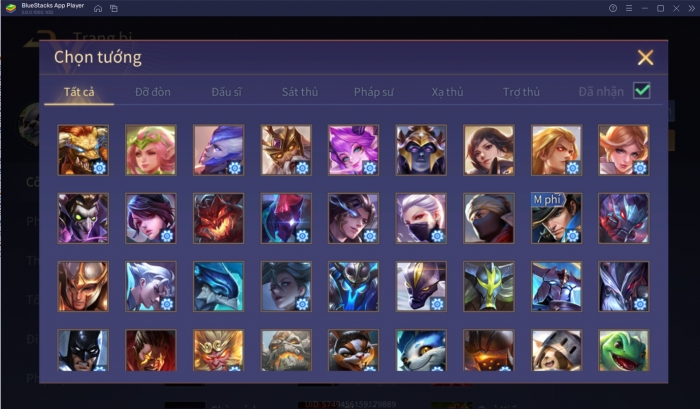 BlueStacks App Player
Trang bị
Chọn tướng
Tất cả
Đỡ đòn
Đấu sĩ
Sát thủ
Pháp sư
Xạ thủ
Trợ thủ
Đã nhận
M phí